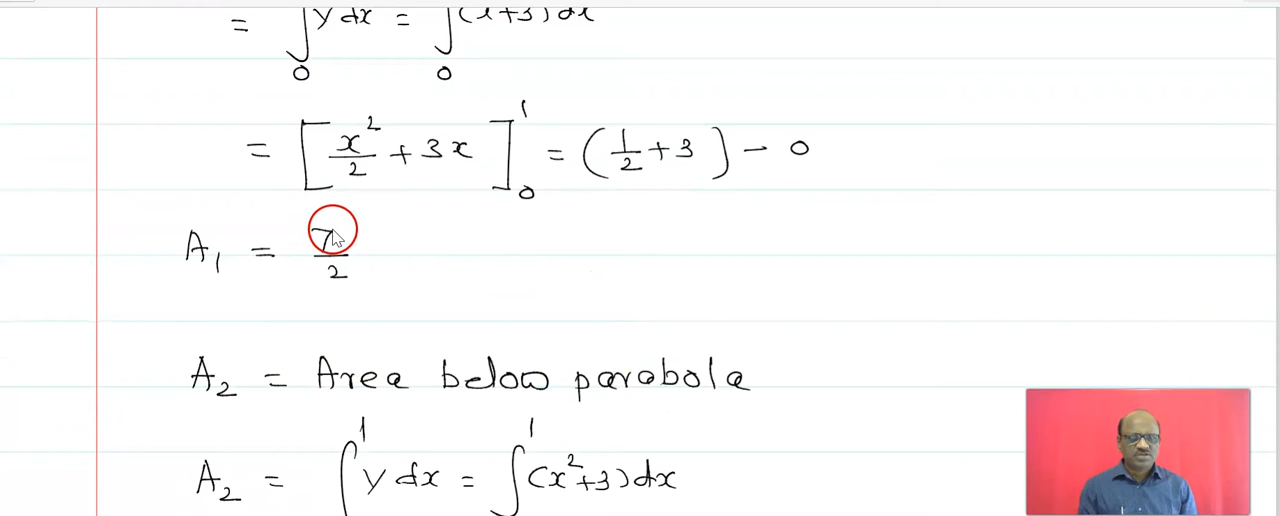 = ∫₀ y dx = ∫₀ (x+3) dx
= [x²/2 + 3x]₀¹ = (1/2 + 3) - 0
A₁ = 7/2
A₂ = Area below parabola
A₂ = ∫¹ y dx = ∫¹ (x²+3) dx